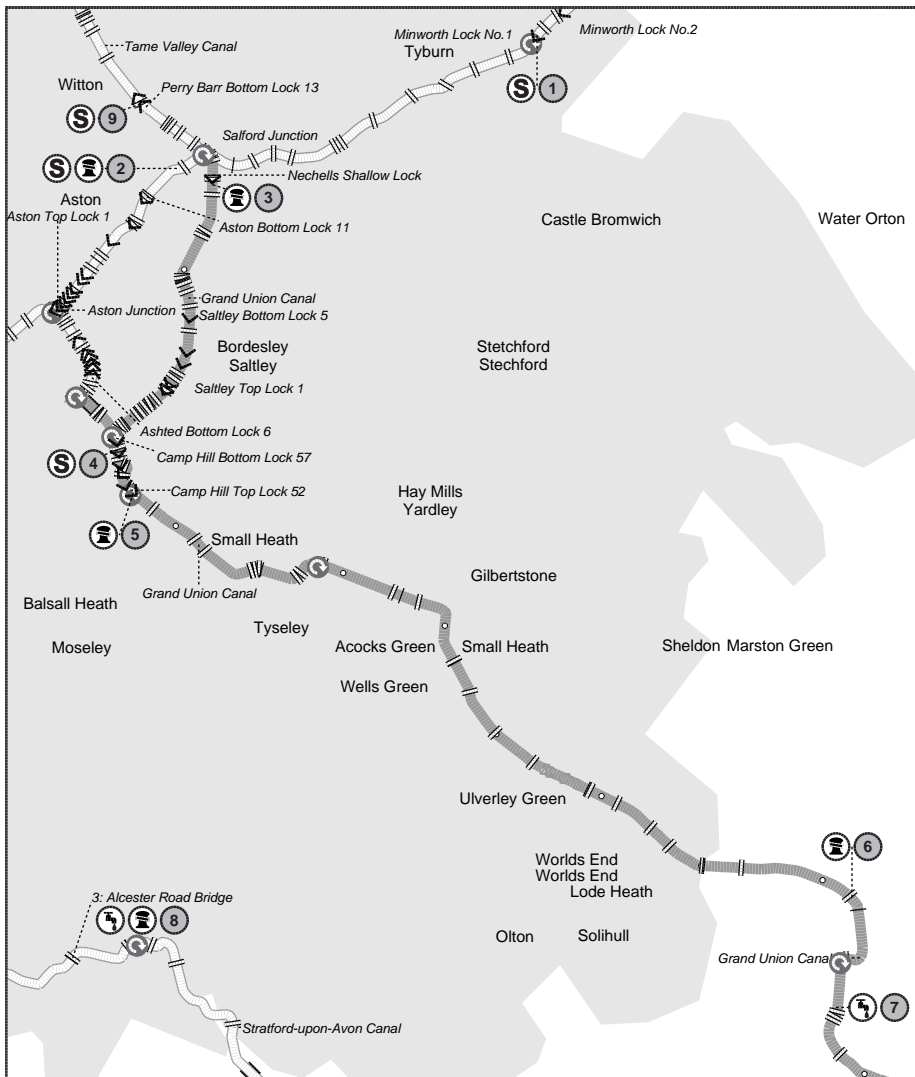 Minworth Lock No.2
Minworth Lock No.1
Tame Valley Canal
Tyburn
Witton
Perry Barr Bottom Lock 13
S 1
S 9
Salford Junction
S 2
Nechells Shallow Lock
3
Aston
Aston Top Lock 1
Aston Bottom Lock 11
Castle Bromwich
Water Orton
Grand Union Canal
Aston Junction
Saltley Bottom Lock 5
Bordesley
Saltley
Stetchford
Stechford
Saltley Top Lock 1
Ashted Bottom Lock 6
Camp Hill Bottom Lock 57
S 4
Camp Hill Top Lock 52
Hay Mills
Yardley
5
Small Heath
Gilbertstone
Grand Union Canal
Balsall Heath
Tyseley
Moseley
Acocks Green
Small Heath
Sheldon
Marston Green
Wells Green
Ulverley Green
6
Worlds End
Worlds End
Lode Heath
3: Alcester Road Bridge
8
Olton
Solihull
Grand Union Canal
7
Stratford-upon-Avon Canal